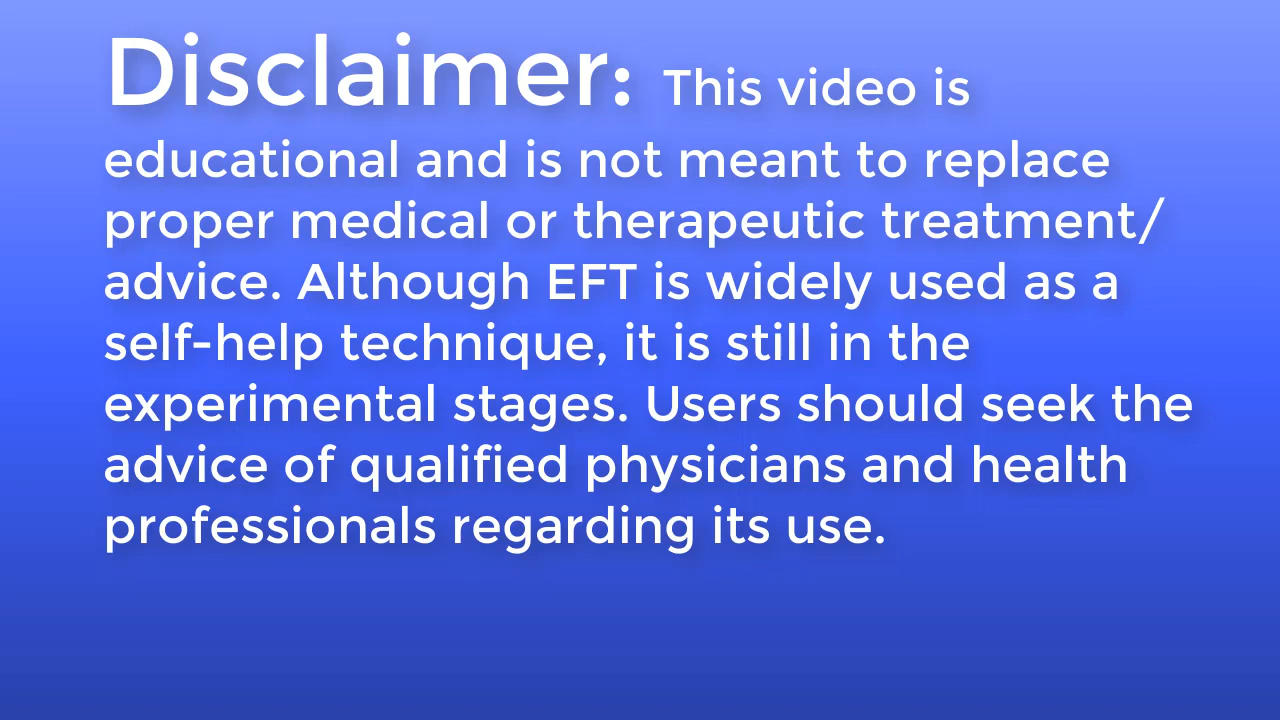 Disclaimer: This video is
educational and is not meant to replace
proper medical or therapeutic treatment/
advice. Although EFT is widely used as a
self-help technique, it is still in the
experimental stages. Users should seek the
advice of qualified physicians and health
professionals regarding its use.